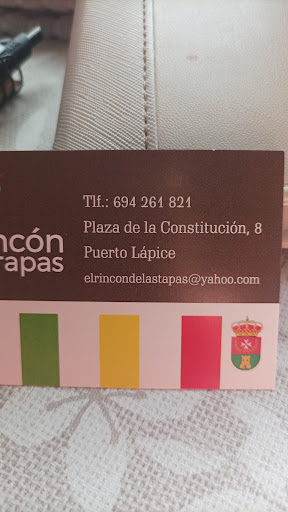 Tlf.: 694 261 821
Plaza de la Constitución, 8
Puerto Lápice
elrincondelastapas@yahoo.com
ncón
tapas